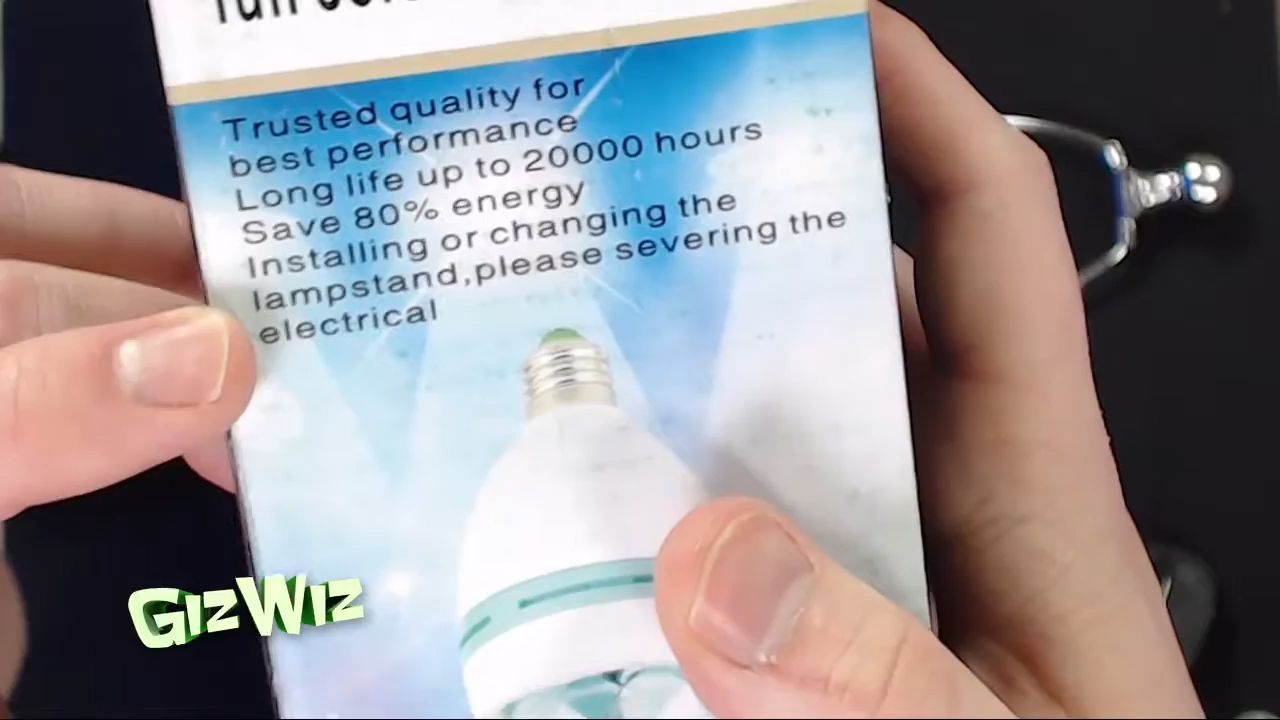 Trusted quality for
best performance
Long life up to 20000 hours
Save 80% energy
Installing or changing the
lampstand,please severing the
electrical
GIZWIZ